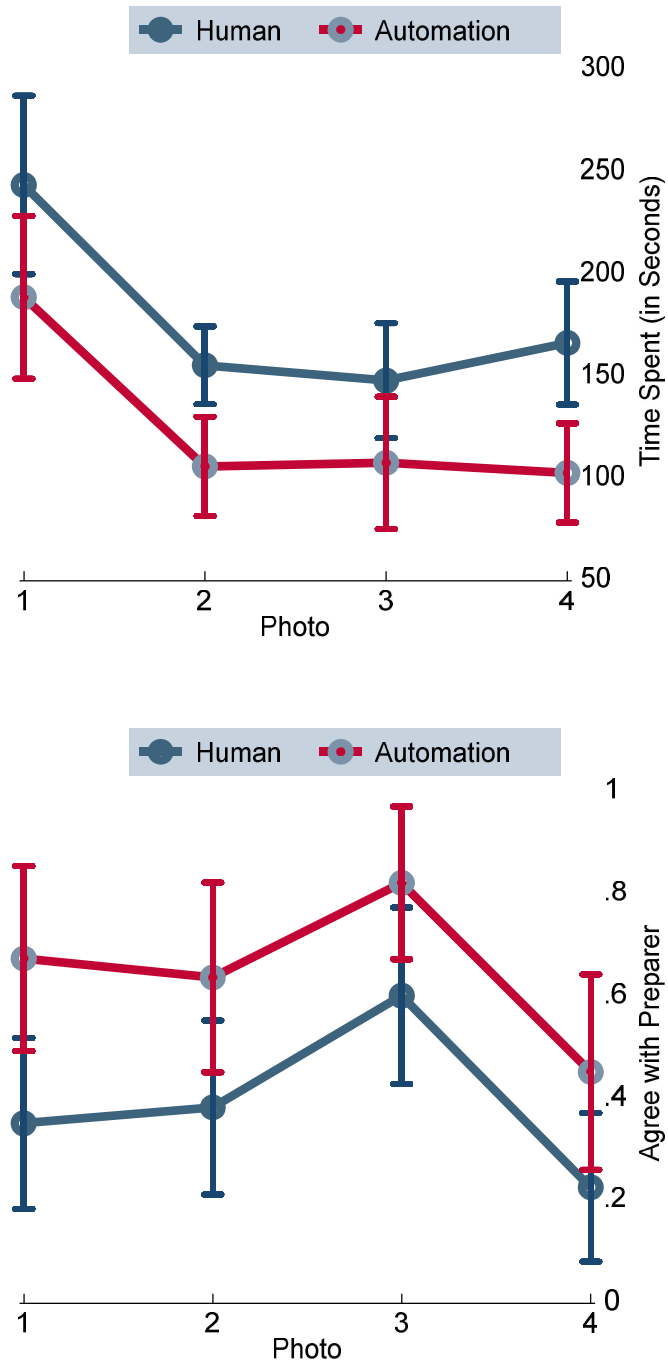 Human Automation
300
250
200
150
100
50
Time Spent (in Seconds)
1 2 3 4
Photo
Human Automation
1
.8
.6
.4
.2
0
Agree with Preparer
1 2 3 4
Photo